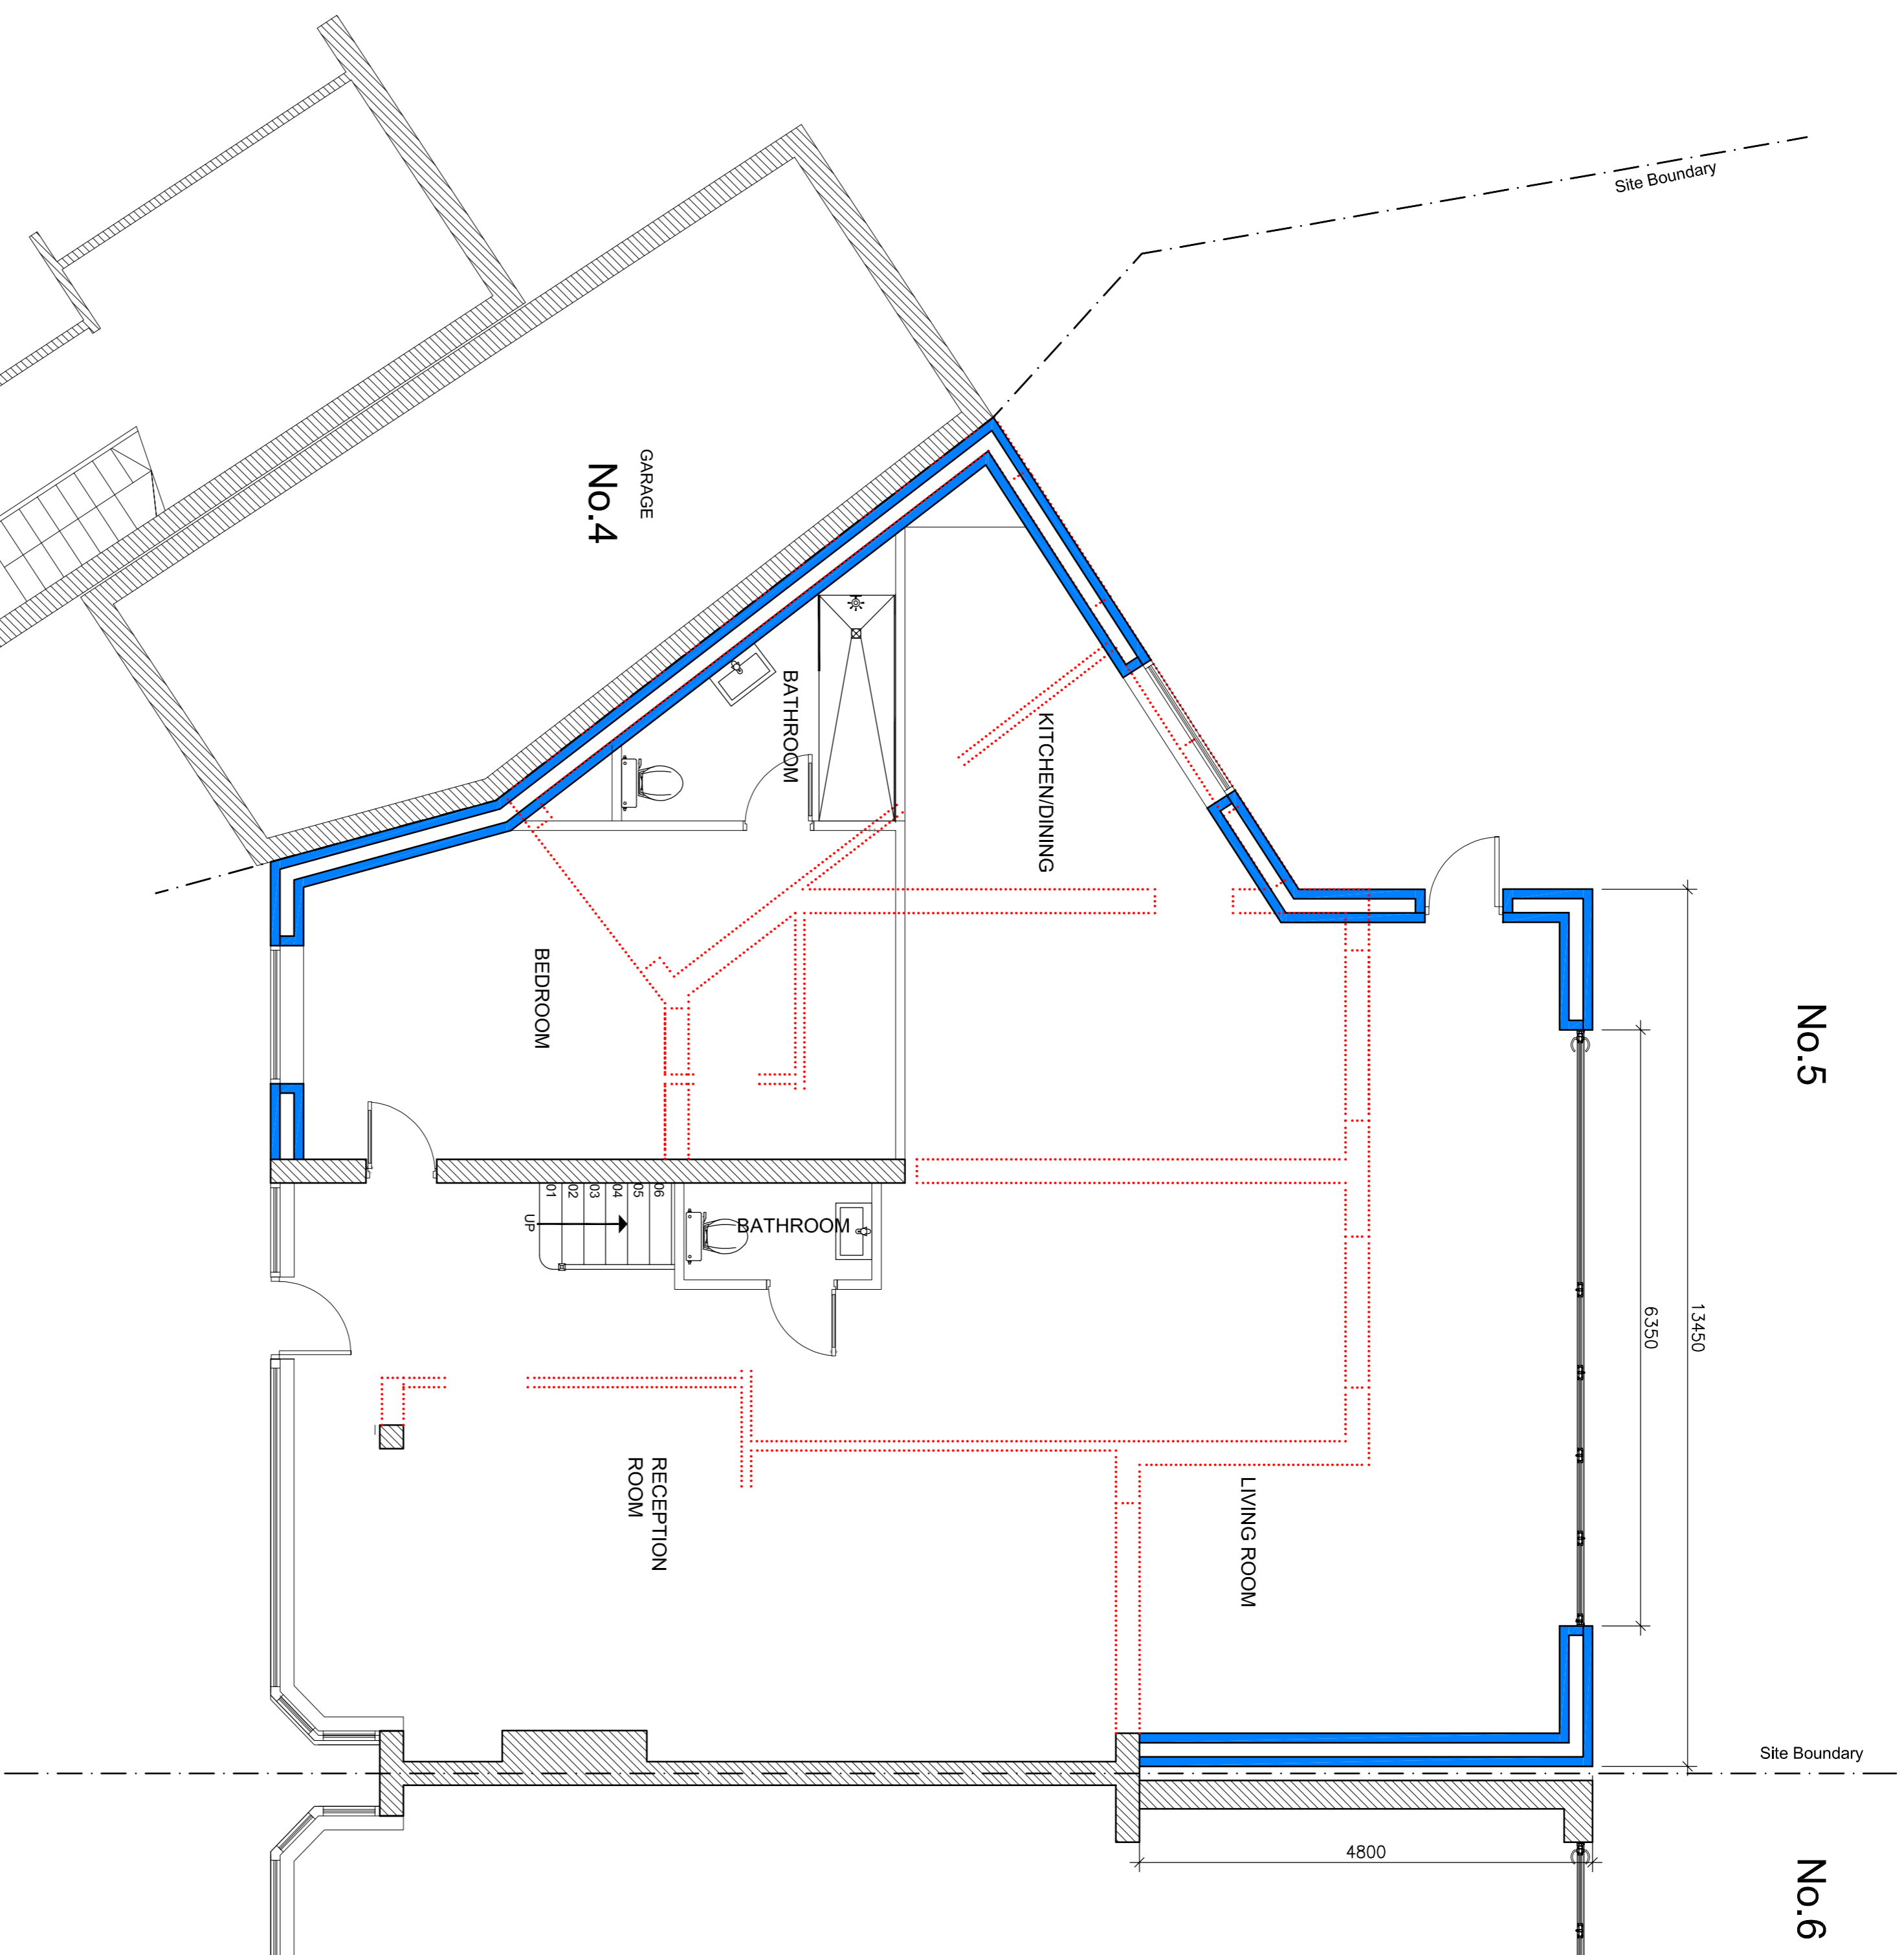 Site Boundary
GARAGE
No.4
BATHROOM
KITCHEN/DINING
BEDROOM
No.5
01
02
03
04
05
06
UP
BATHROOM
13450
6350
RECEPTION
ROOM
LIVING ROOM
Site Boundary
4800
No.6